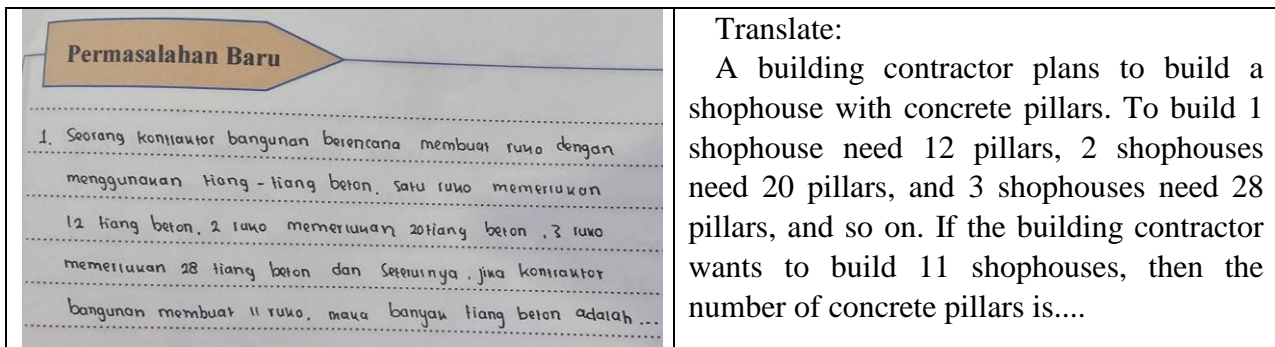 Permasalahan Baru
1. Seorang kontraktor bangunan berencana membuat ruko dengan
menggunakan tiang - tiang beton. satu ruko memerlukan
12 tiang beton, 2 ruko memerlukan 20 tiang beton, 3 ruko
memerlukan 28 tiang beton dan seterusnya. jika kontraktor
bangunan membuat 11 ruko, maka banyak tiang beton adalah ...
Translate:
A building contractor plans to build a
shophouse with concrete pillars. To build 1
shophouse need 12 pillars, 2 shophouses
need 20 pillars, and 3 shophouses need 28
pillars, and so on. If the building contractor
wants to build 11 shophouses, then the
number of concrete pillars is....